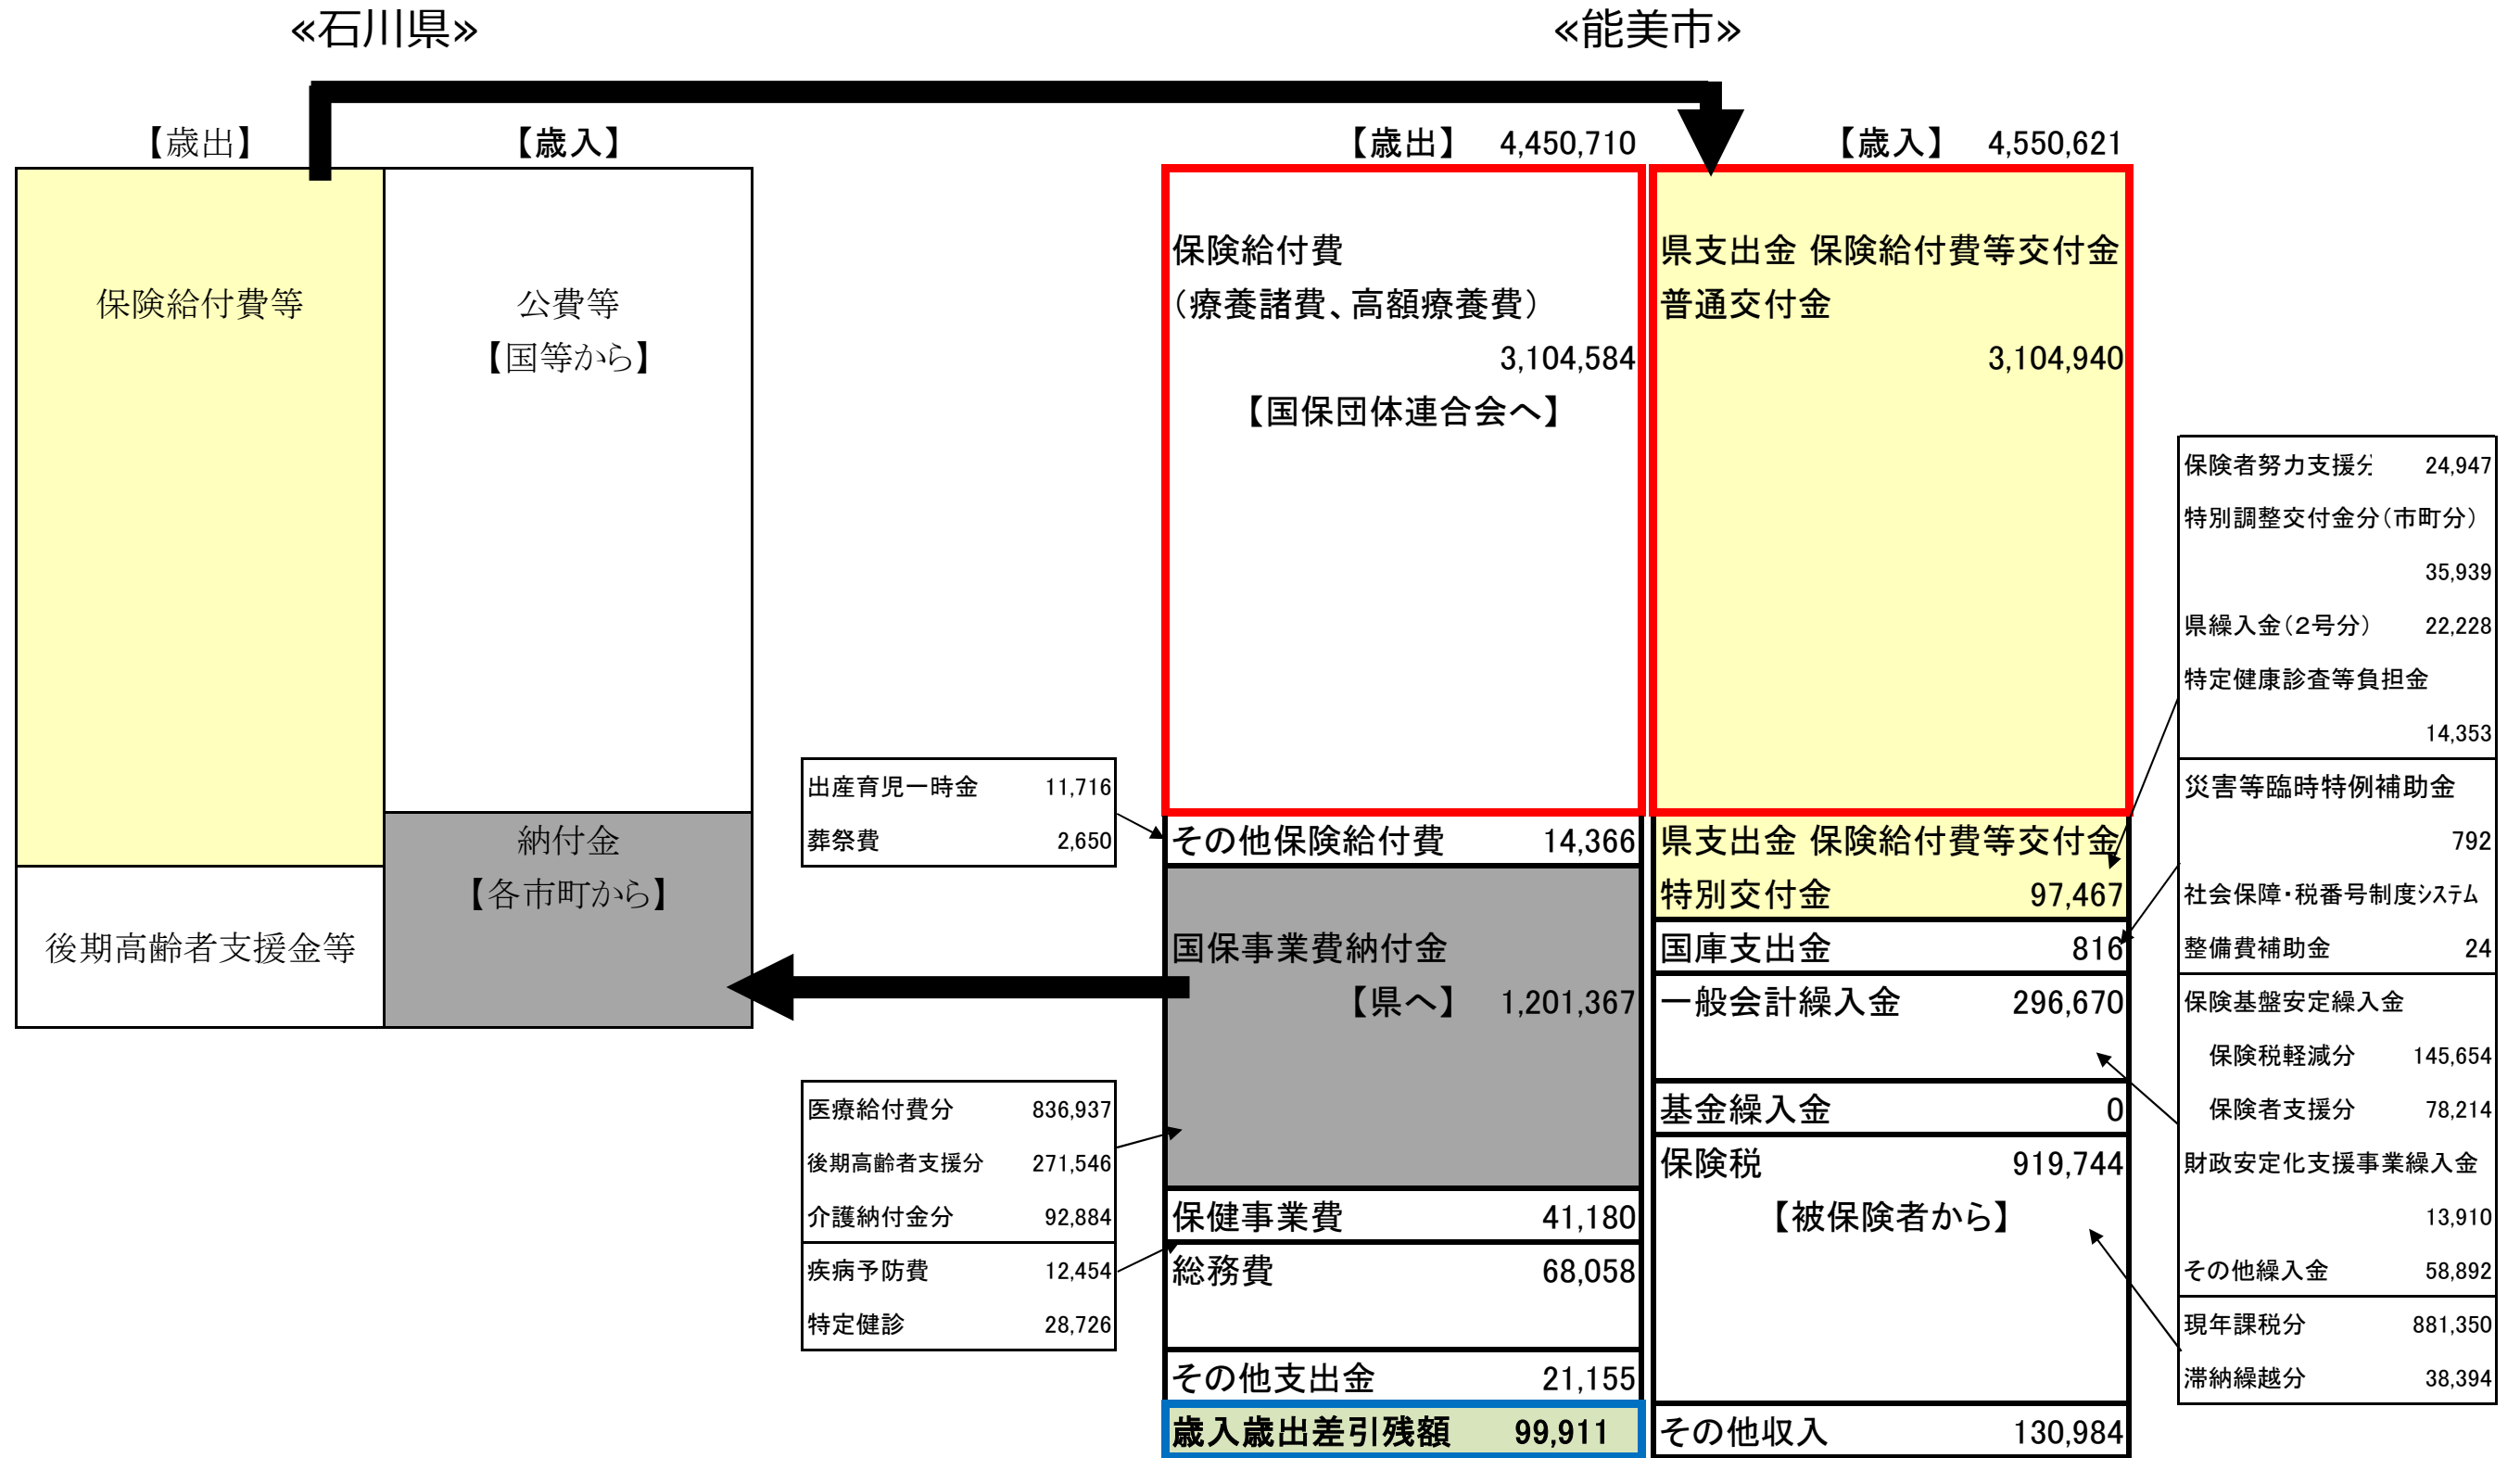 ≪石川県≫
≪能美市≫
【歳出】
【歳入】
保険給付費等
公費等
【国等から】
納付金
【各市町から】
後期高齢者支援金等
【歳出】 4,450,710
【歳入】 4,550,621
保険給付費
（療養諸費、高額療養費）
3,104,584
【国保団体連合会へ】
県支出金 保険給付費等交付金
普通交付金
3,104,940
出産育児一時金 11,716
葬祭費 2,650
その他保険給付費 14,366
国保事業費納付金
【県へ】 1,201,367
医療給付費分 836,937
後期高齢者支援分 271,546
介護納付金分 92,884
疾病予防費 12,454
特定健診 28,726
保健事業費 41,180
総務費 68,058
その他支出金 21,155
歳入歳出差引残額 99,911
県支出金 保険給付費等交付金
特別交付金 97,467
国庫支出金 816
一般会計繰入金 296,670
基金繰入金 0
保険税 919,744
【被保険者から】
その他収入 130,984
保険者努力支援分 24,947
特別調整交付金分（市町分）
35,939
県繰入金（２号分） 22,228
特定健康診査等負担金
14,353
災害等臨時特例補助金
792
社会保障・税番号制度ｼｽﾃﾑ
整備費補助金 24
保険基盤安定繰入金
保険税軽減分 145,654
保険者支援分 78,214
財政安定化支援事業繰入金
13,910
その他繰入金 58,892
現年課税分 881,350
滞納繰越分 38,394